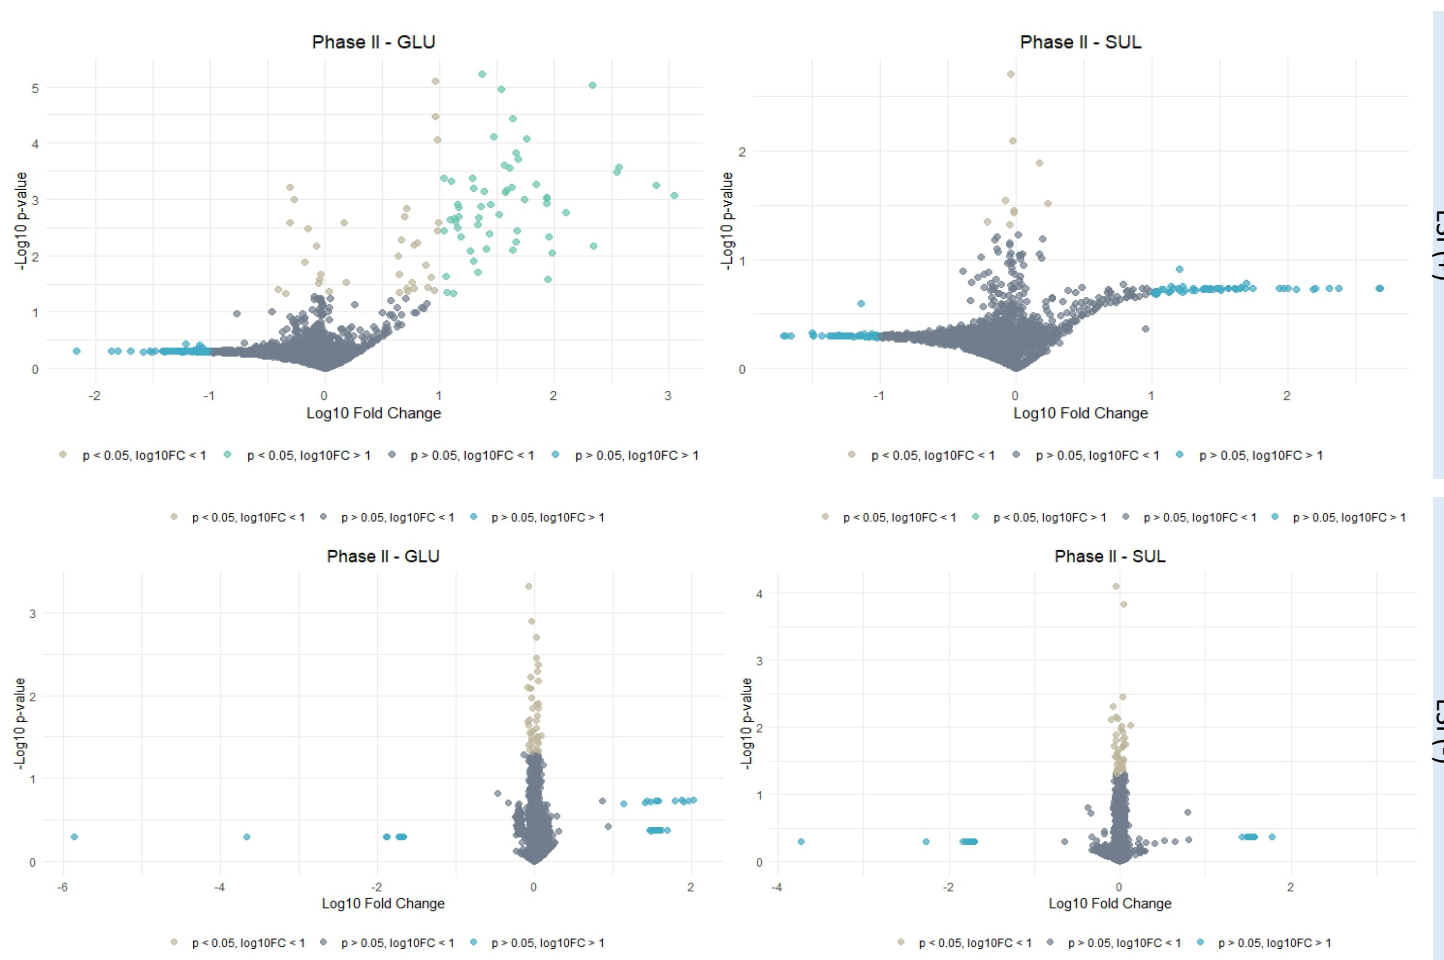 Phase II - GLU
5
4
3
2
1
0
-Log10 p-value
-2
-1
0
1
2
3
Log10 Fold Change
p < 0.05, log10FC < 1
p < 0.05, log10FC > 1
p > 0.05, log10FC < 1
p > 0.05, log10FC > 1
Phase II - SUL
2
1
0
-Log10 p-value
-1
0
1
2
Log10 Fold Change
p < 0.05, log10FC < 1
p > 0.05, log10FC < 1
p > 0.05, log10FC > 1
p < 0.05, log10FC < 1
p > 0.05, log10FC < 1
p > 0.05, log10FC > 1
p < 0.05, log10FC < 1
p < 0.05, log10FC > 1
p > 0.05, log10FC < 1
p > 0.05, log10FC > 1
Phase II - GLU
3
2
1
0
-Log10 p-value
-6
-4
-2
0
2
Log10 Fold Change
p < 0.05, log10FC < 1
p > 0.05, log10FC < 1
p > 0.05, log10FC > 1
Phase II - SUL
4
3
2
1
0
-Log10 p-value
-4
-2
0
2
Log10 Fold Change
p < 0.05, log10FC < 1
p > 0.05, log10FC < 1
p > 0.05, log10FC > 1